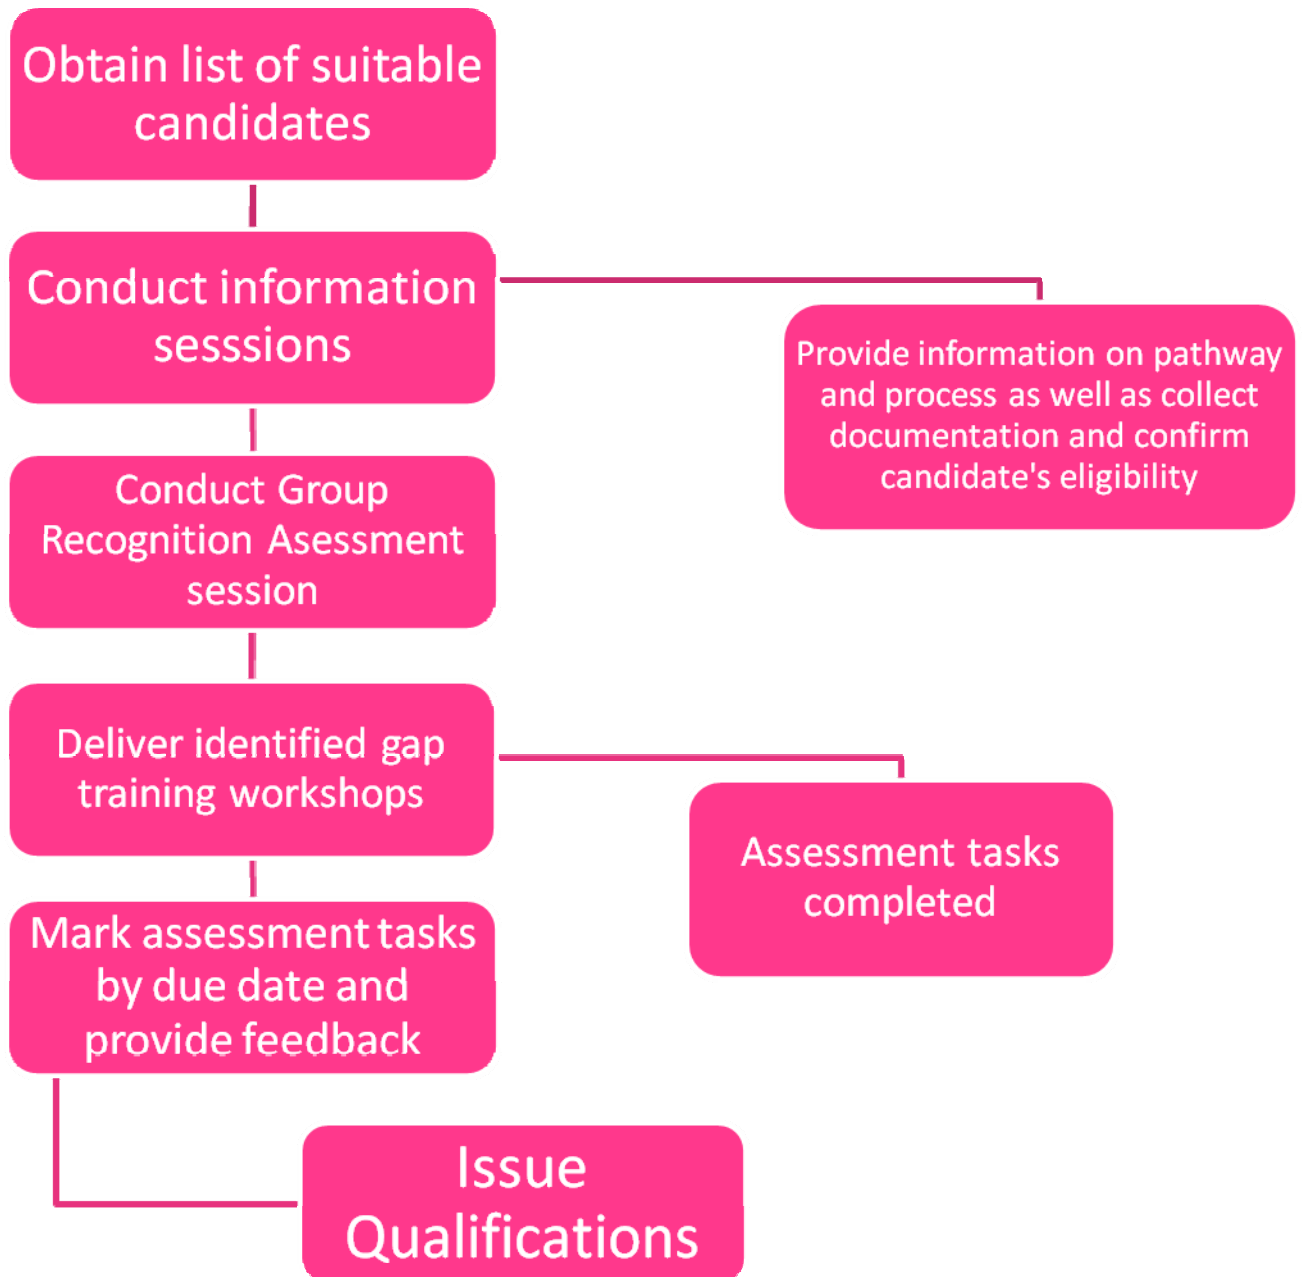 Obtain list of suitable
candidates
Conduct information
sesssions
Provide information on pathway
and process as well as collect
documentation and confirm
candidate's eligibility
Conduct Group
Recognition Asessment
session
Deliver identified gap
training workshops
Assessment tasks
completed
Mark assessment tasks
by due date and
provide feedback
Issue
Qualifications